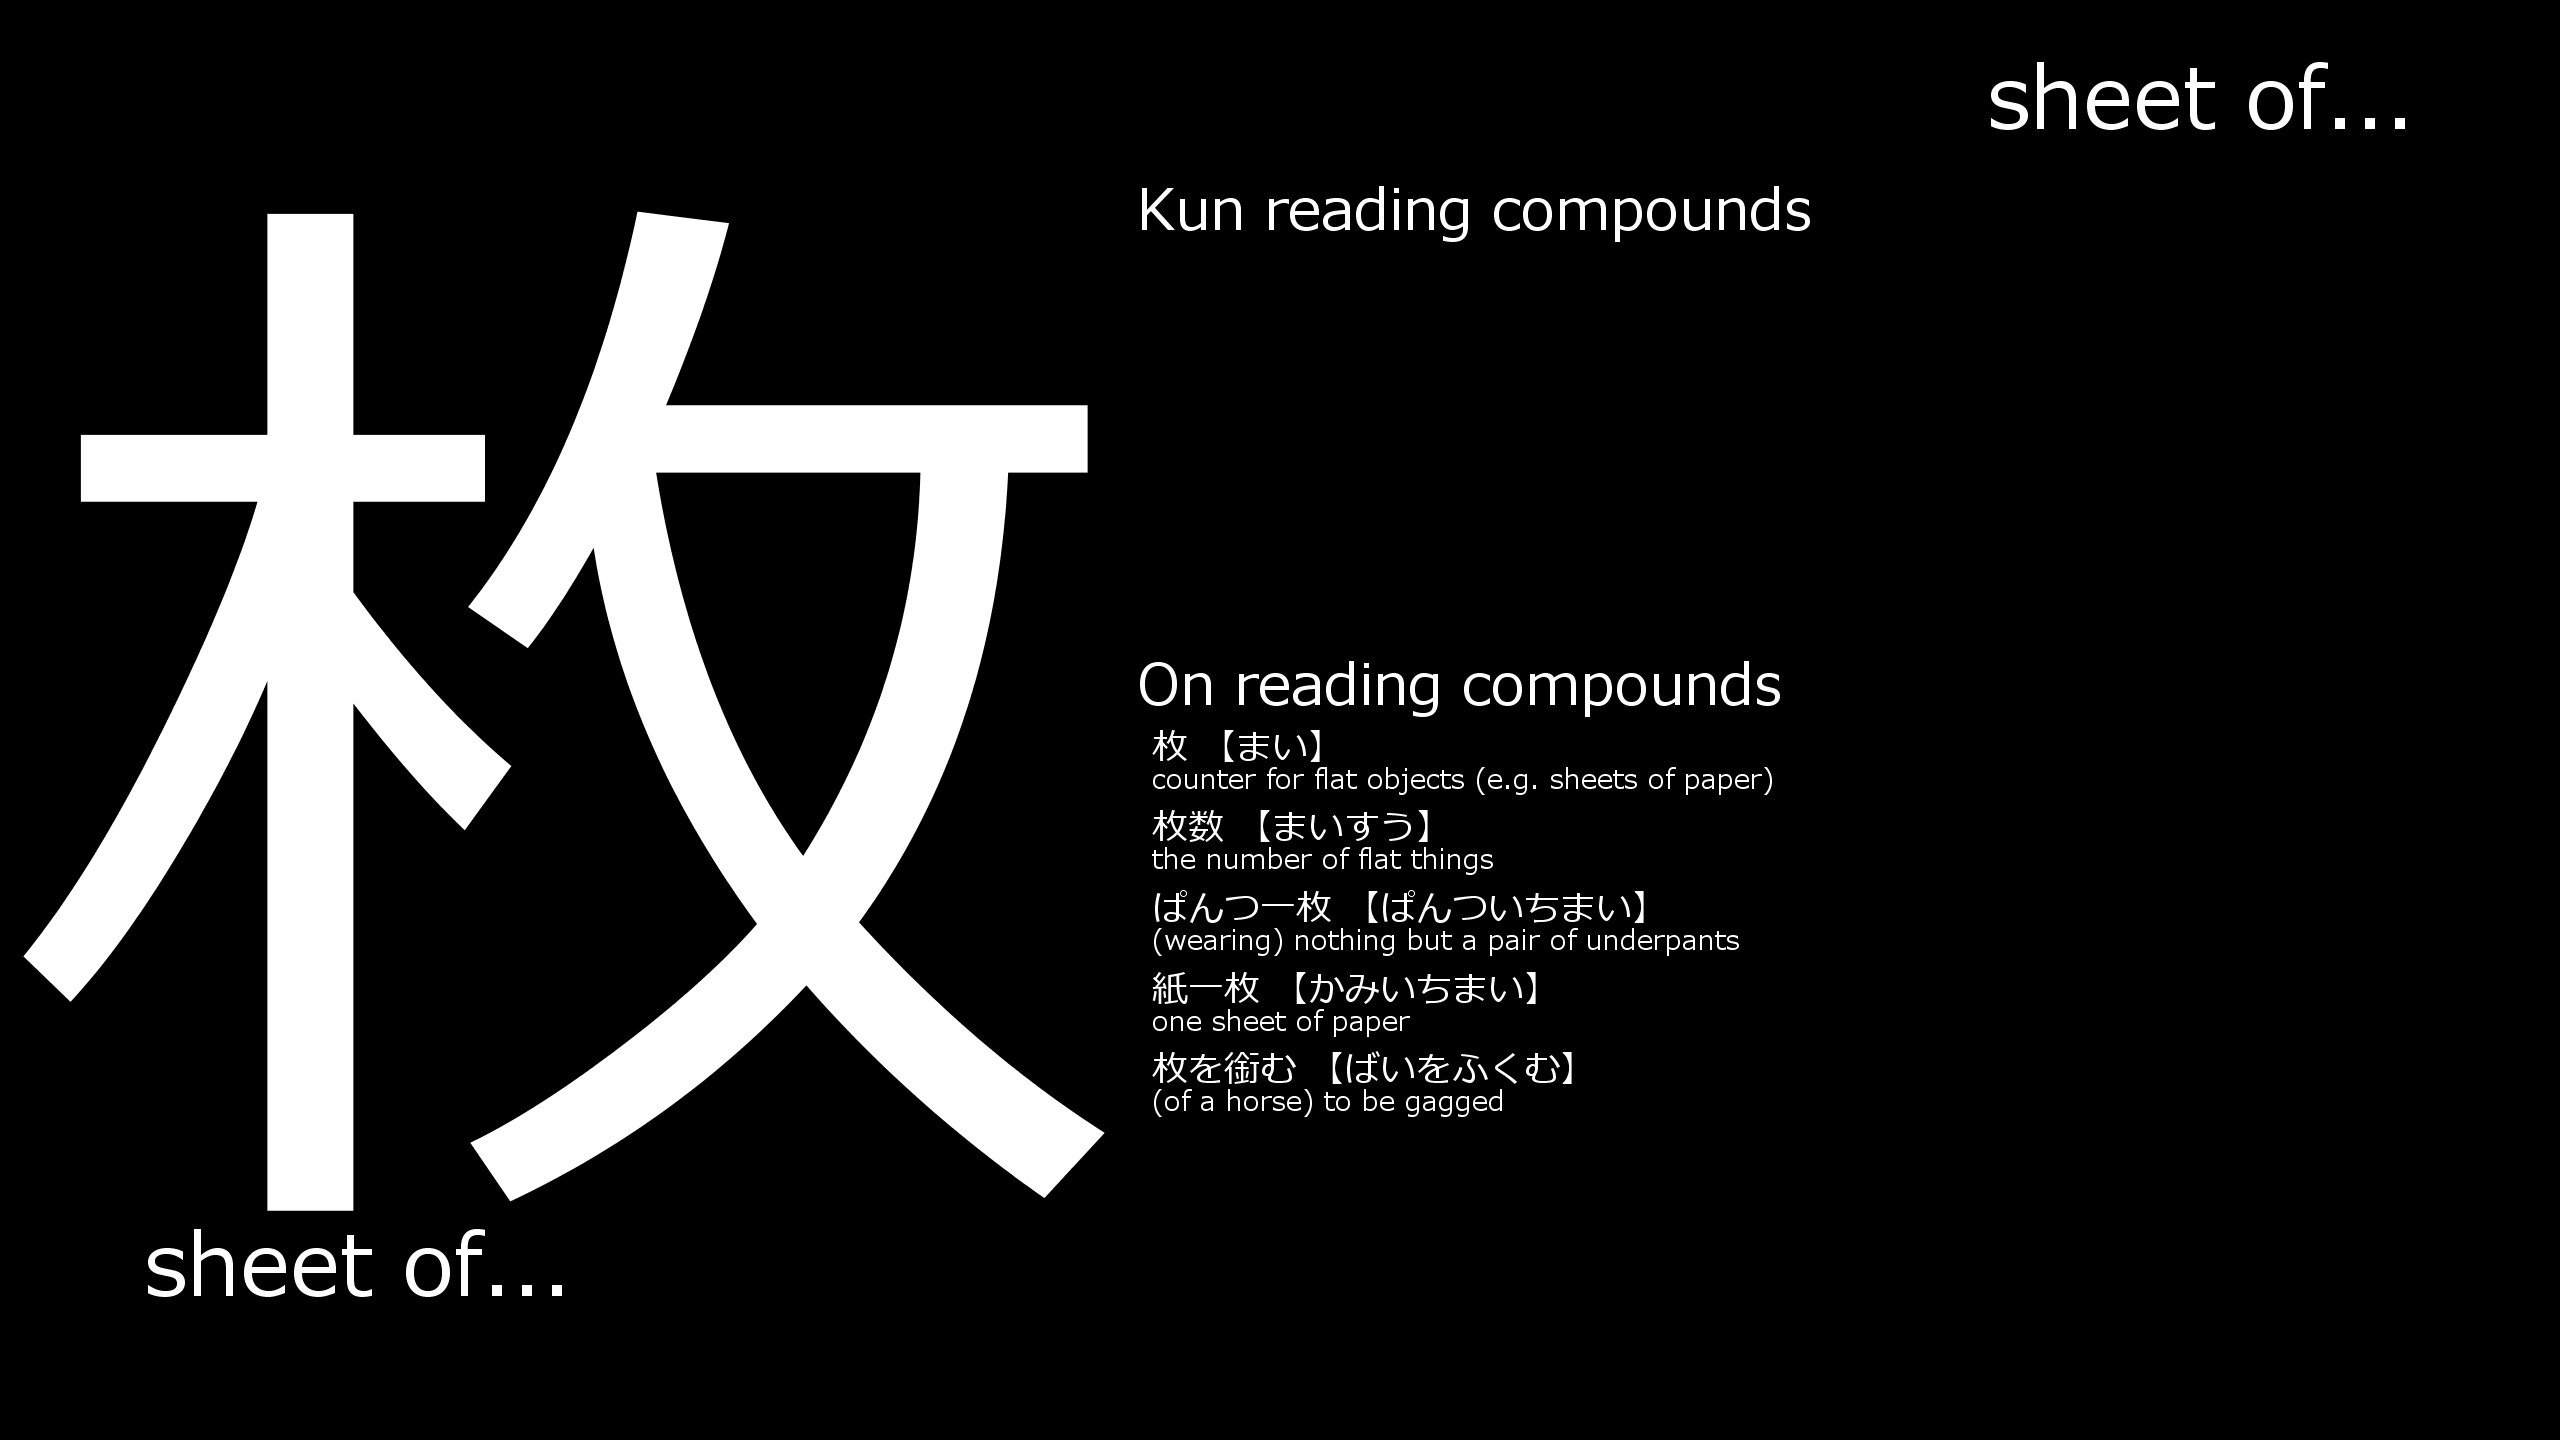 sheet of...
Kun reading compounds
枚
On reading compounds
枚 【まい】
counter for flat objects (e.g. sheets of paper)
枚数 【まいすう】
the number of flat things
ぱんつ一枚 【ぱんついちまい】
(wearing) nothing but a pair of underpants
紙一枚 【かみいちまい】
one sheet of paper
枚を銜む 【ばいをふくむ】
(of a horse) to be gagged
sheet of...